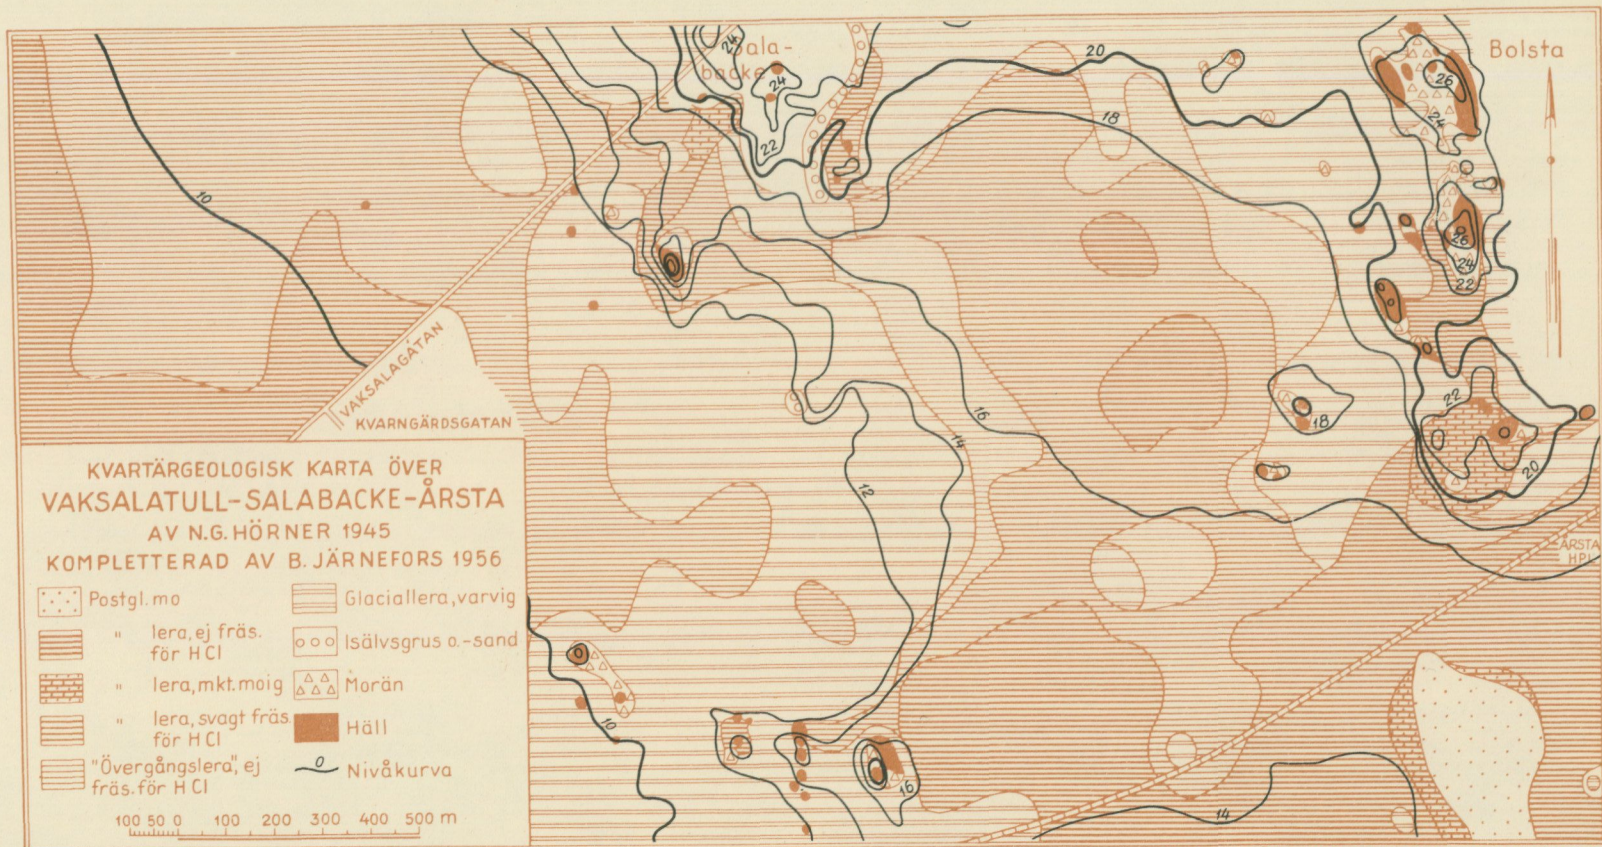 Sala-
backe
Bolsta
24
24
22
20
18
26
24
26
24
22
10
16
14
12
18
22
20
VAKSALAGATAN
KVARNGÄRDSGATAN
ÅRSTA
HPL
10
16
14
KVARTÄRGEOLOGISK KARTA ÖVER
VAKSALATULL-SALABACKE-ÅRSTA
AV N.G. HÖRNER 1945
KOMPLETTERAD AV B. JÄRNEFORS 1956
Postgl. mo
" lera, ej fräs.
för HCl
" lera, mkt. moig
" lera, svagt fräs.
för HCl
"Övergångslera", ej
fräs. för HCl
Glaciallera, varvig
Isälvsgrus o. -sand
Morän
Häll
0 Nivåkurva
100 50 0 100 200 300 400 500 m